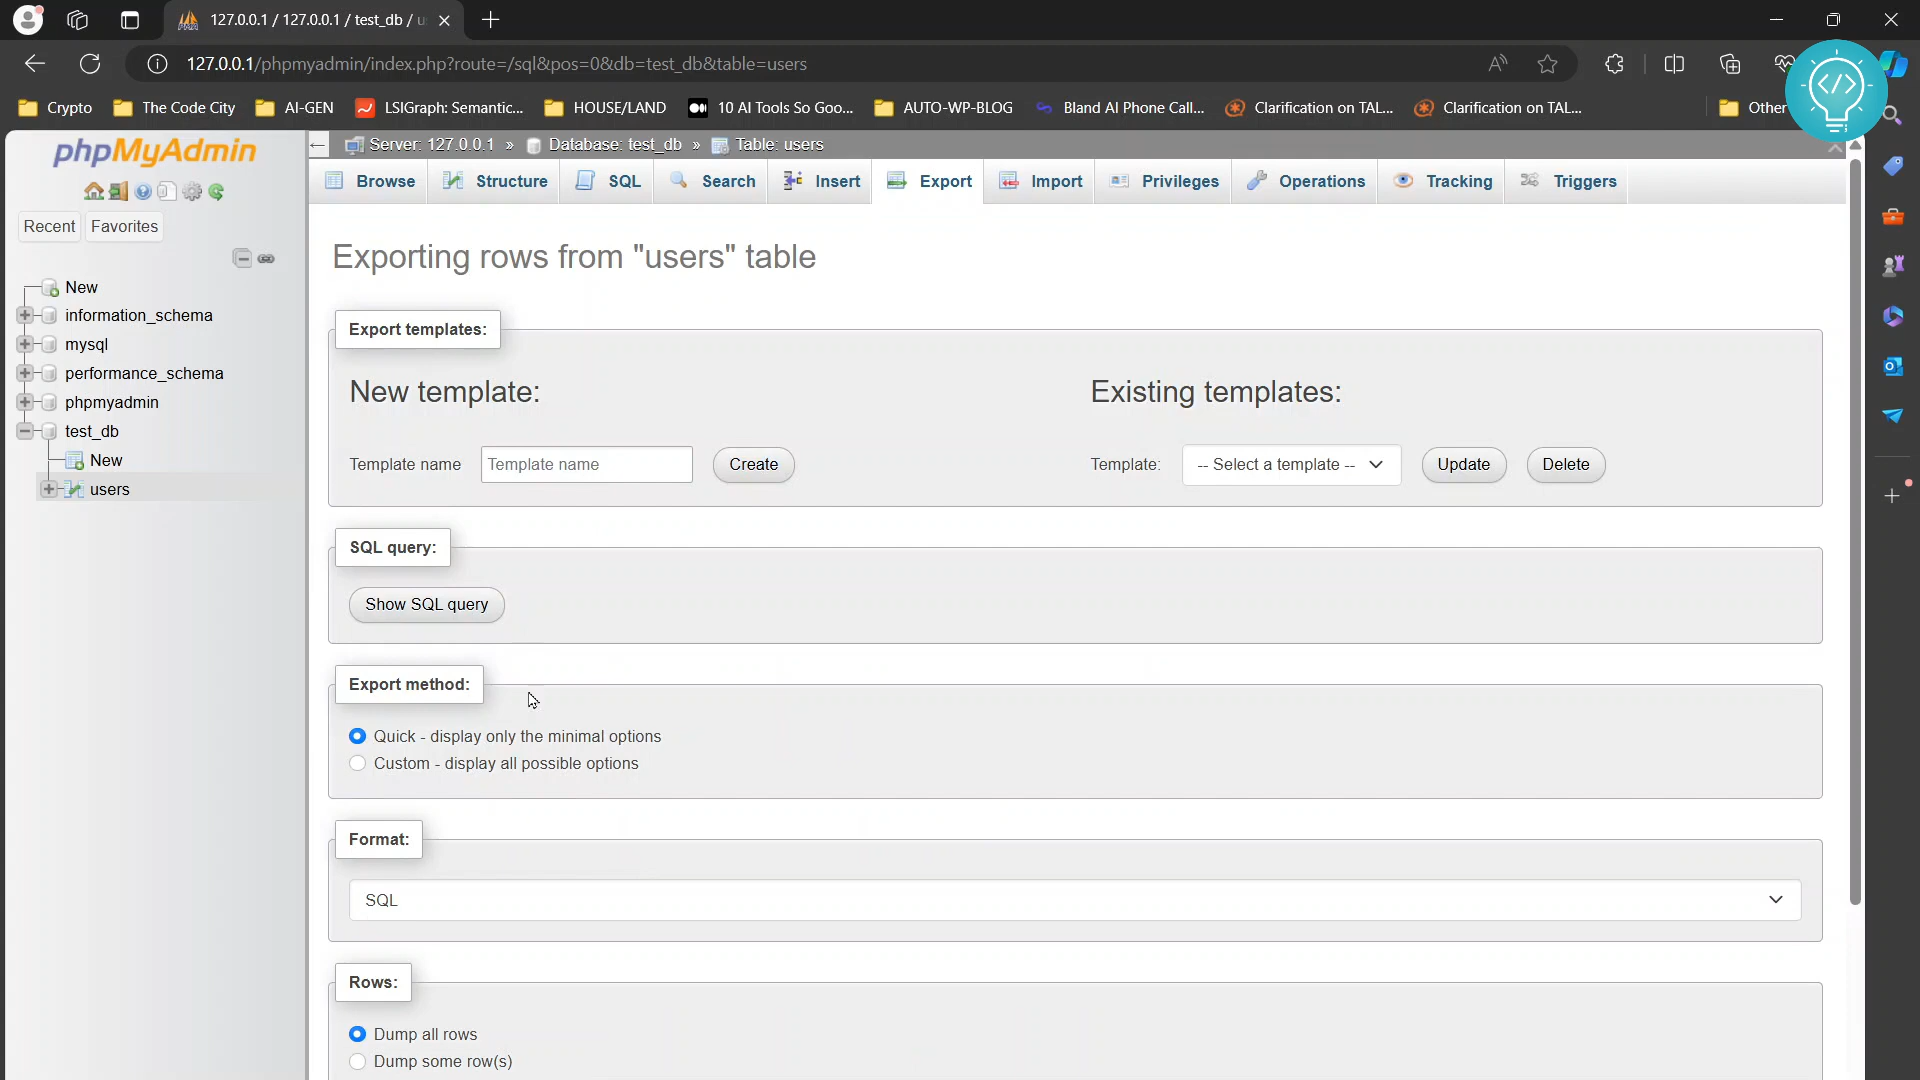 127.0.0.1 / 127.0.0.1 / test_db / u
127.0.0.1/phpmyadmin/index.php?route=/sql&pos=0&db=test_db&table=users
Crypto The Code City AI-GEN LSIGraph: Semantic... HOUSE/LAND 10 AI Tools So Goo... AUTO-WP-BLOG Bland AI Phone Call... Clarification on TAL... Clarification on TAL... Other
phpMyAdmin
Recent Favorites
New
information_schema
mysql
performance_schema
phpmyadmin
test_db
New
users
Server: 127.0.0.1 » Database: test_db » Table: users
Browse Structure SQL Search Insert Export Import Privileges Operations Tracking Triggers
Exporting rows from "users" table
Export templates:
New template:
Template name Template name Create
Existing templates:
Template: -- Select a template -- Update Delete
SQL query:
Show SQL query
Export method:
Quick - display only the minimal options
Custom - display all possible options
Format:
SQL
Rows:
Dump all rows
Dump some row(s)